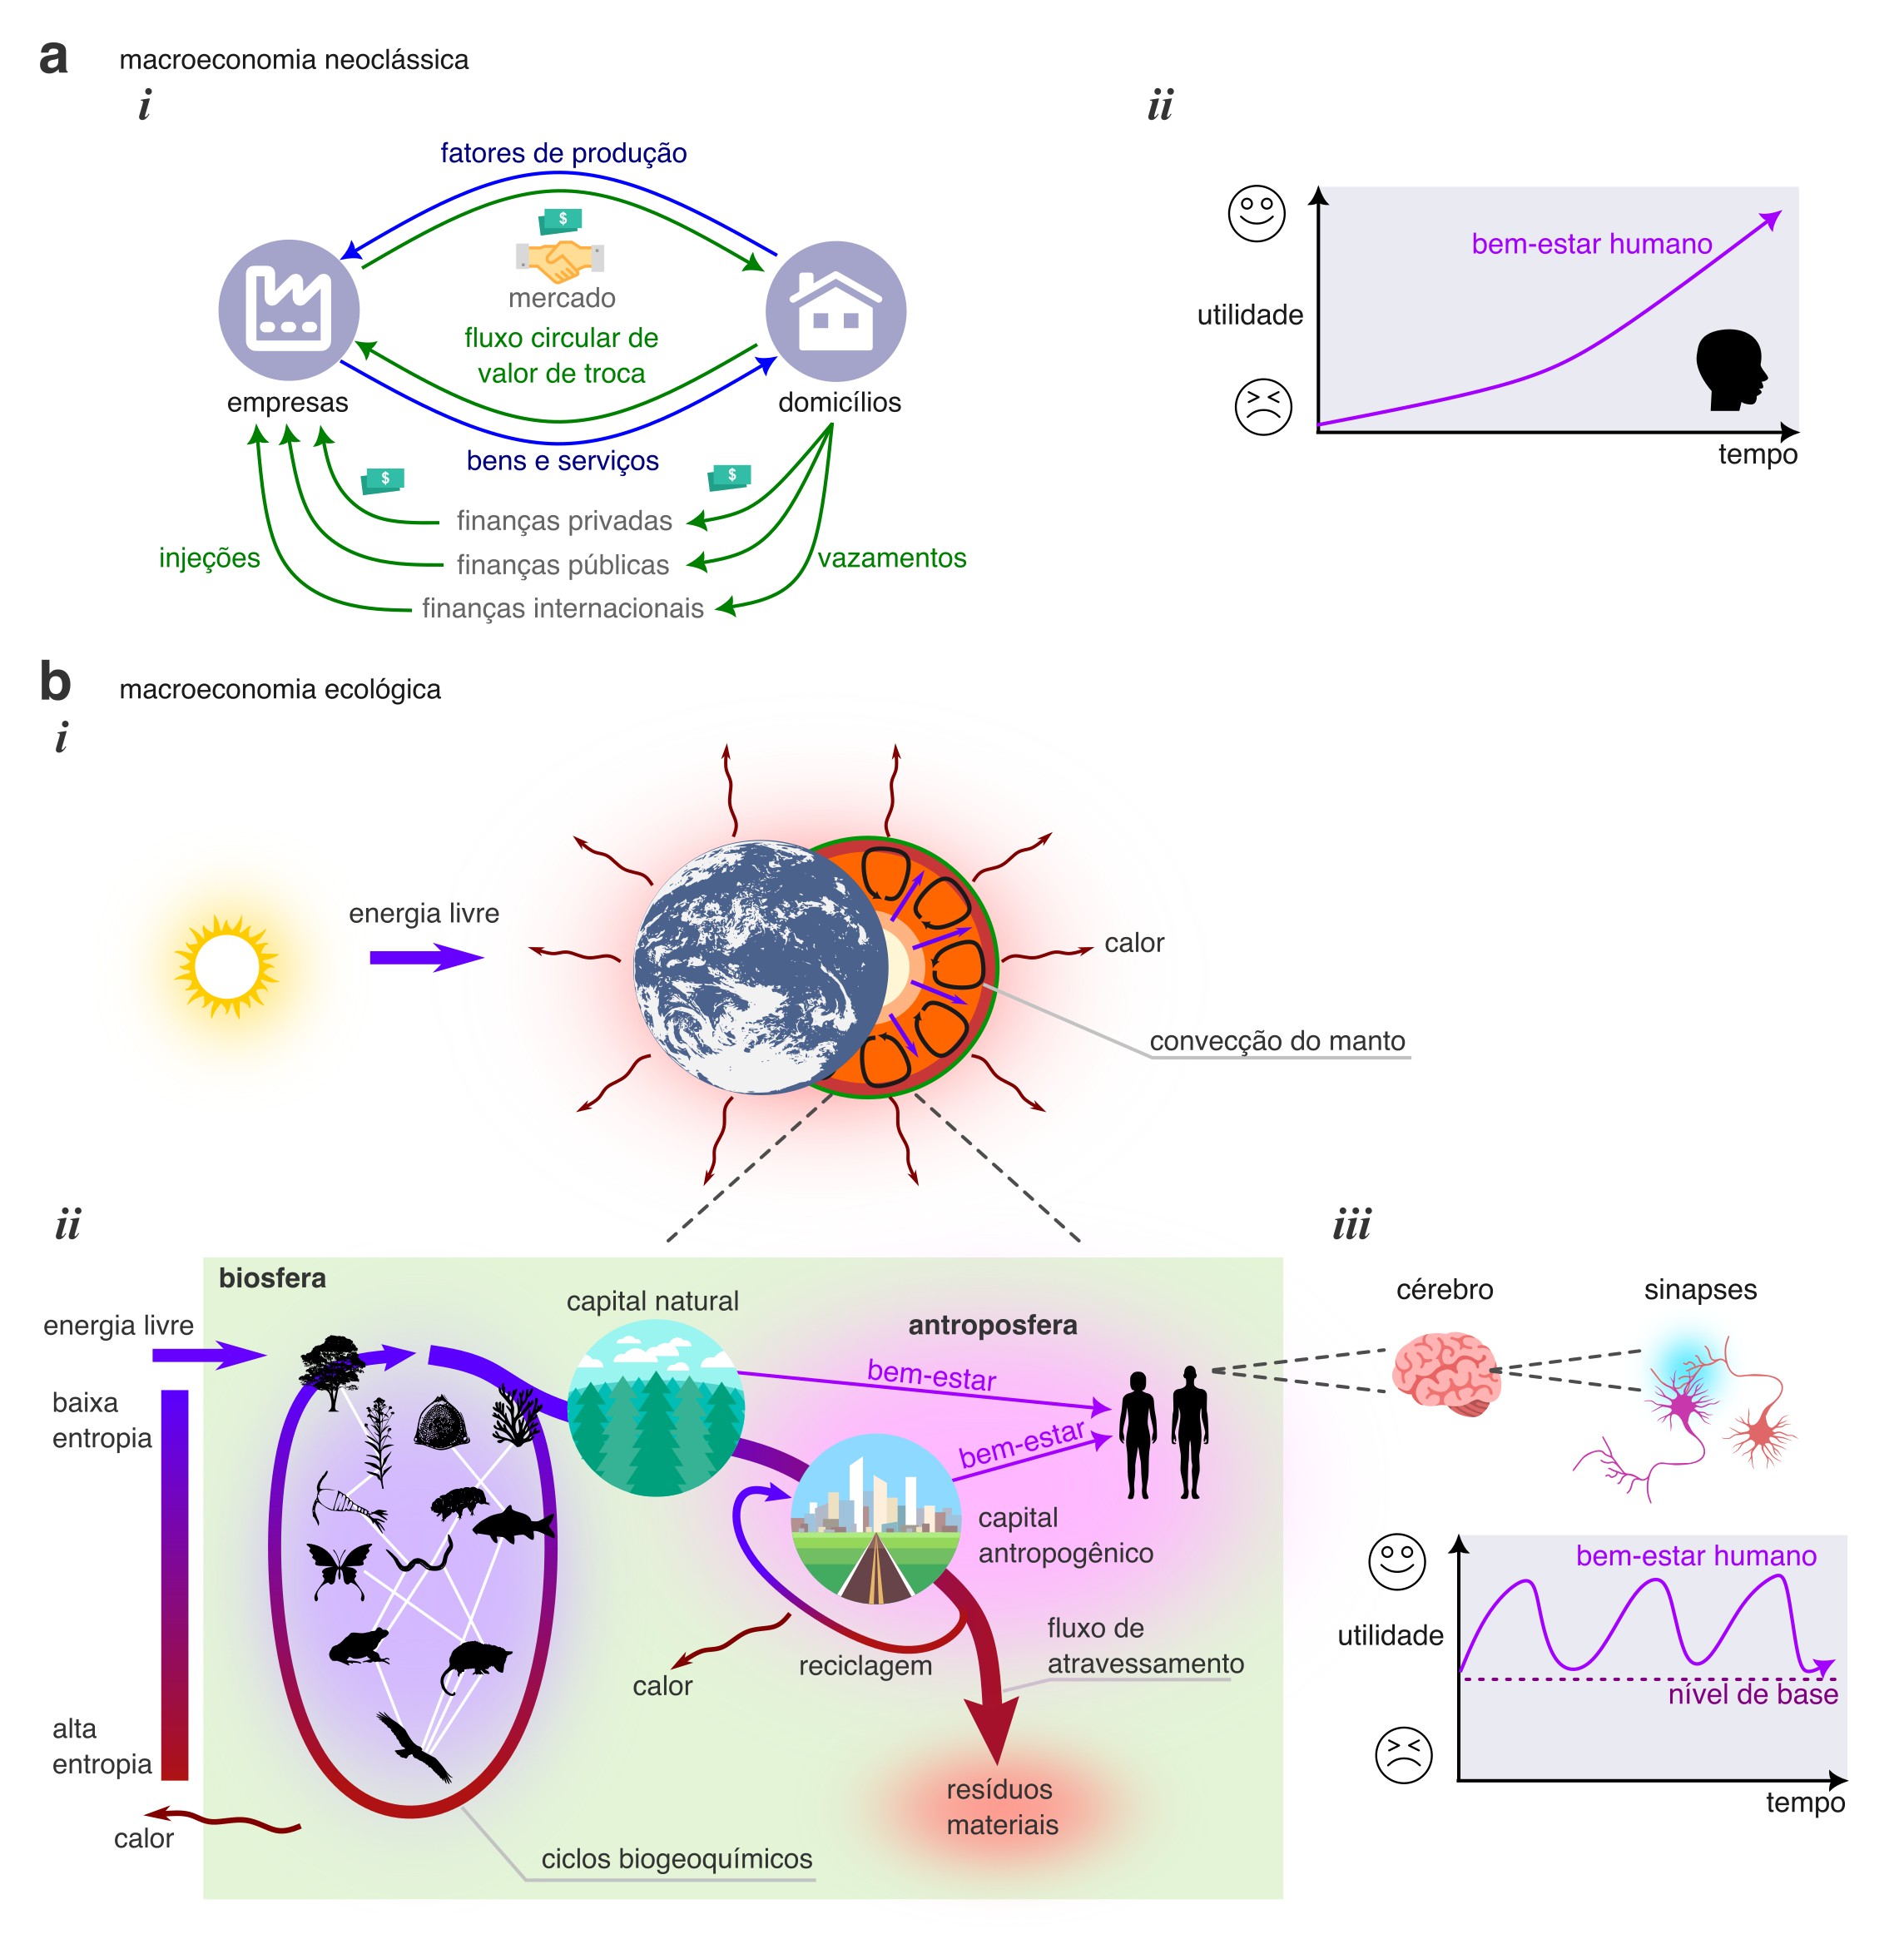 a
macroeconomia neoclássica
i
fatores de produção
$
mercado
fluxo circular de
valor de troca
empresas
domicílios
bens e serviços
$
$
finanças privadas
finanças públicas
finanças internacionais
injeções
vazamentos
ii
bem-estar humano
utilidade
tempo
b
macroeconomia ecológica
i
energia livre
calor
convecção do manto
ii
biosfera
energia livre
baixa
entropia
alta
entropia
calor
capital natural
antroposfera
bem-estar
bem-estar
capital
antropogênico
fluxo de
atravessamento
reciclagem
calor
resíduos
materiais
ciclos biogeoquímicos
iii
cérebro
sinapses
bem-estar humano
utilidade
nível de base
tempo